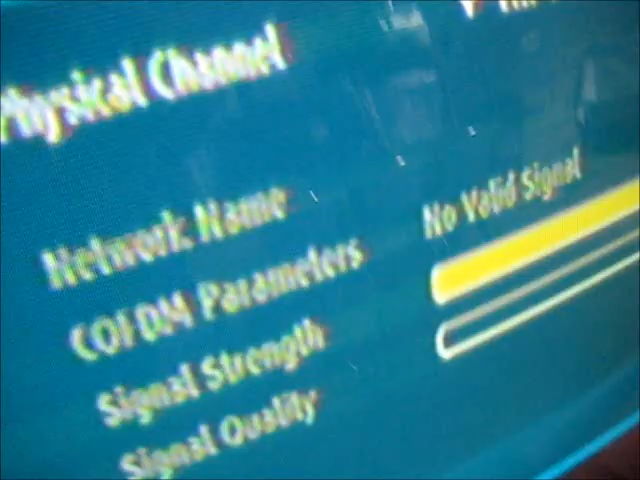 Physical Channel
Network Name
COFDM Parameters No Valid Signal
Signal Strength
Signal Quality